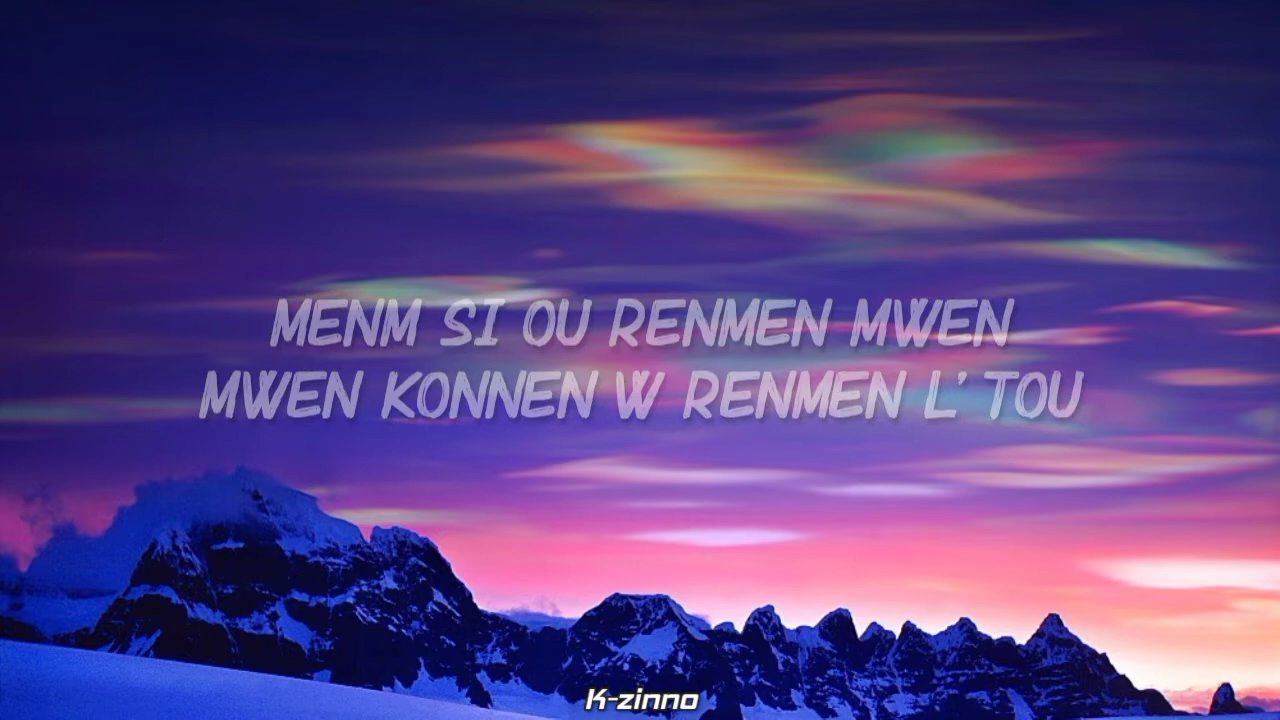 MENM SI OU RENMEN MWEN
MWEN KONNEN W RENMEN L' TOU
K-zinno